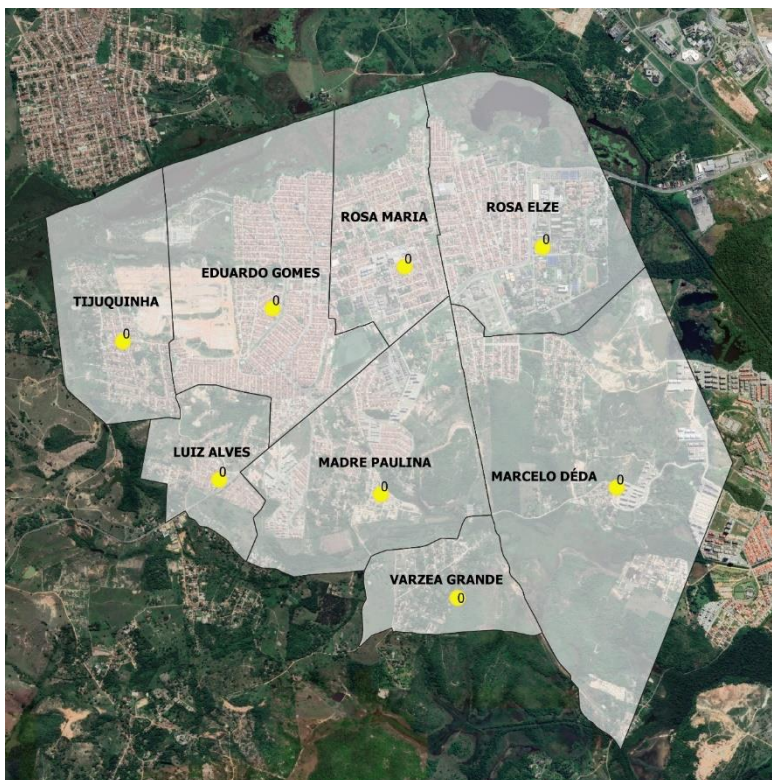 ROSA MARIA
0
ROSA ELZE
0
EDUARDO GOMES
0
TIJUQUINHA
0
LUIZ ALVES
0
MADRE PAULINA
0
MARCELO DÉDA
0
VARZEA GRANDE
0